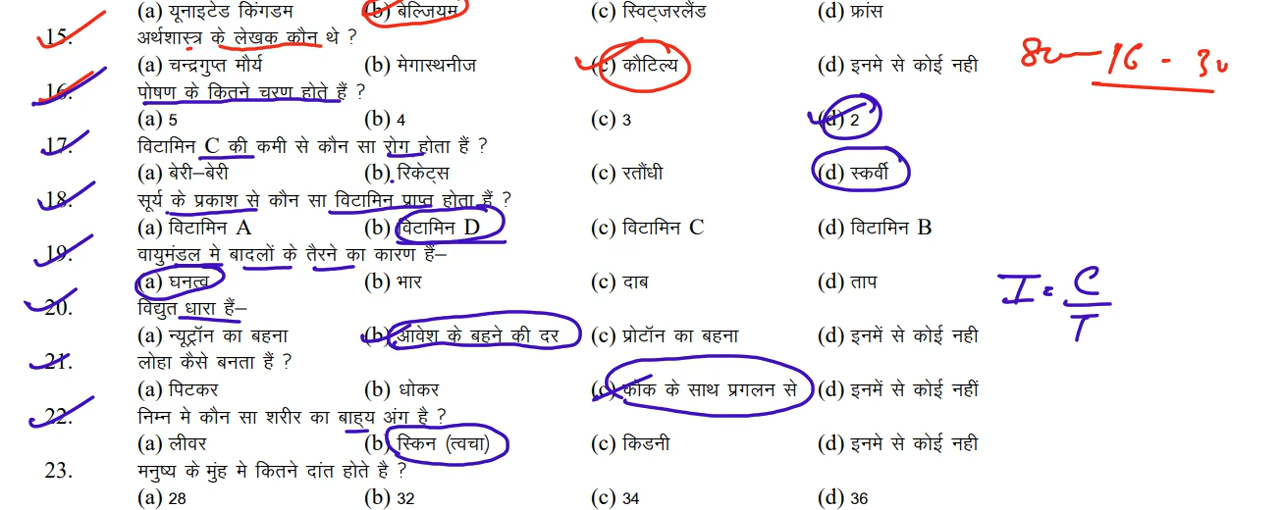 (a) यूनाइटेड किंगडम (b) बेल्जियम (c) स्विट्जरलैंड (d) फ्रांस
15. अर्थशास्त्र के लेखक कौन थे ?
(a) चन्द्रगुप्त मौर्य (b) मेगास्थनीज (c) कौटिल्य (d) इनमे से कोई नही
16. पोषण के कितने चरण होते हैं ?
(a) 5 (b) 4 (c) 3 (d) 2
17. विटामिन C की कमी से कौन सा रोग होता हैं ?
(a) बेरी–बेरी (b) रिकेट्स (c) रतौंधी (d) स्कर्वी
18. सूर्य के प्रकाश से कौन सा विटामिन प्राप्त होता हैं ?
(a) विटामिन A (b) विटामिन D (c) विटामिन C (d) विटामिन B
19. वायुमंडल मे बादलों के तैरने का कारण हैं–
(a) घनत्व (b) भार (c) दाब (d) ताप
20. विद्युत धारा हैं–
(a) न्यूट्रॉन का बहना (b) आवेश के बहने की दर (c) प्रोटॉन का बहना (d) इनमें से कोई नही
I = C/T
21. लोहा कैसे बनता हैं ?
(a) पिटकर (b) धोकर (c) कोक के साथ प्रगलन से (d) इनमें से कोई नहीं
22. निम्न मे कौन सा शरीर का बाह्य अंग है ?
(a) लीवर (b) स्किन (त्वचा) (c) किडनी (d) इनमे से कोई नही
23. मनुष्य के मुंह मे कितने दांत होते है ?
(a) 28 (b) 32 (c) 34 (d) 36